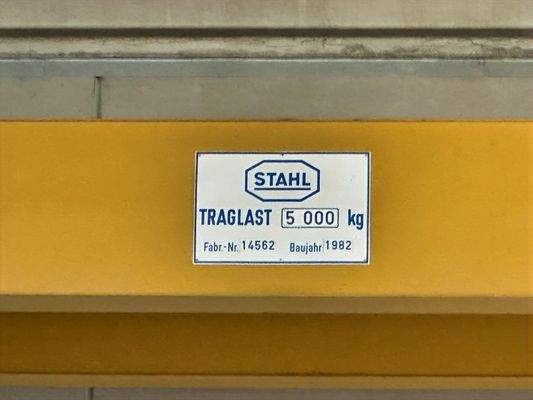 STAHL
TRAGLAST 5 000 kg
Fabr.-Nr. 14562 Baujahr 1982